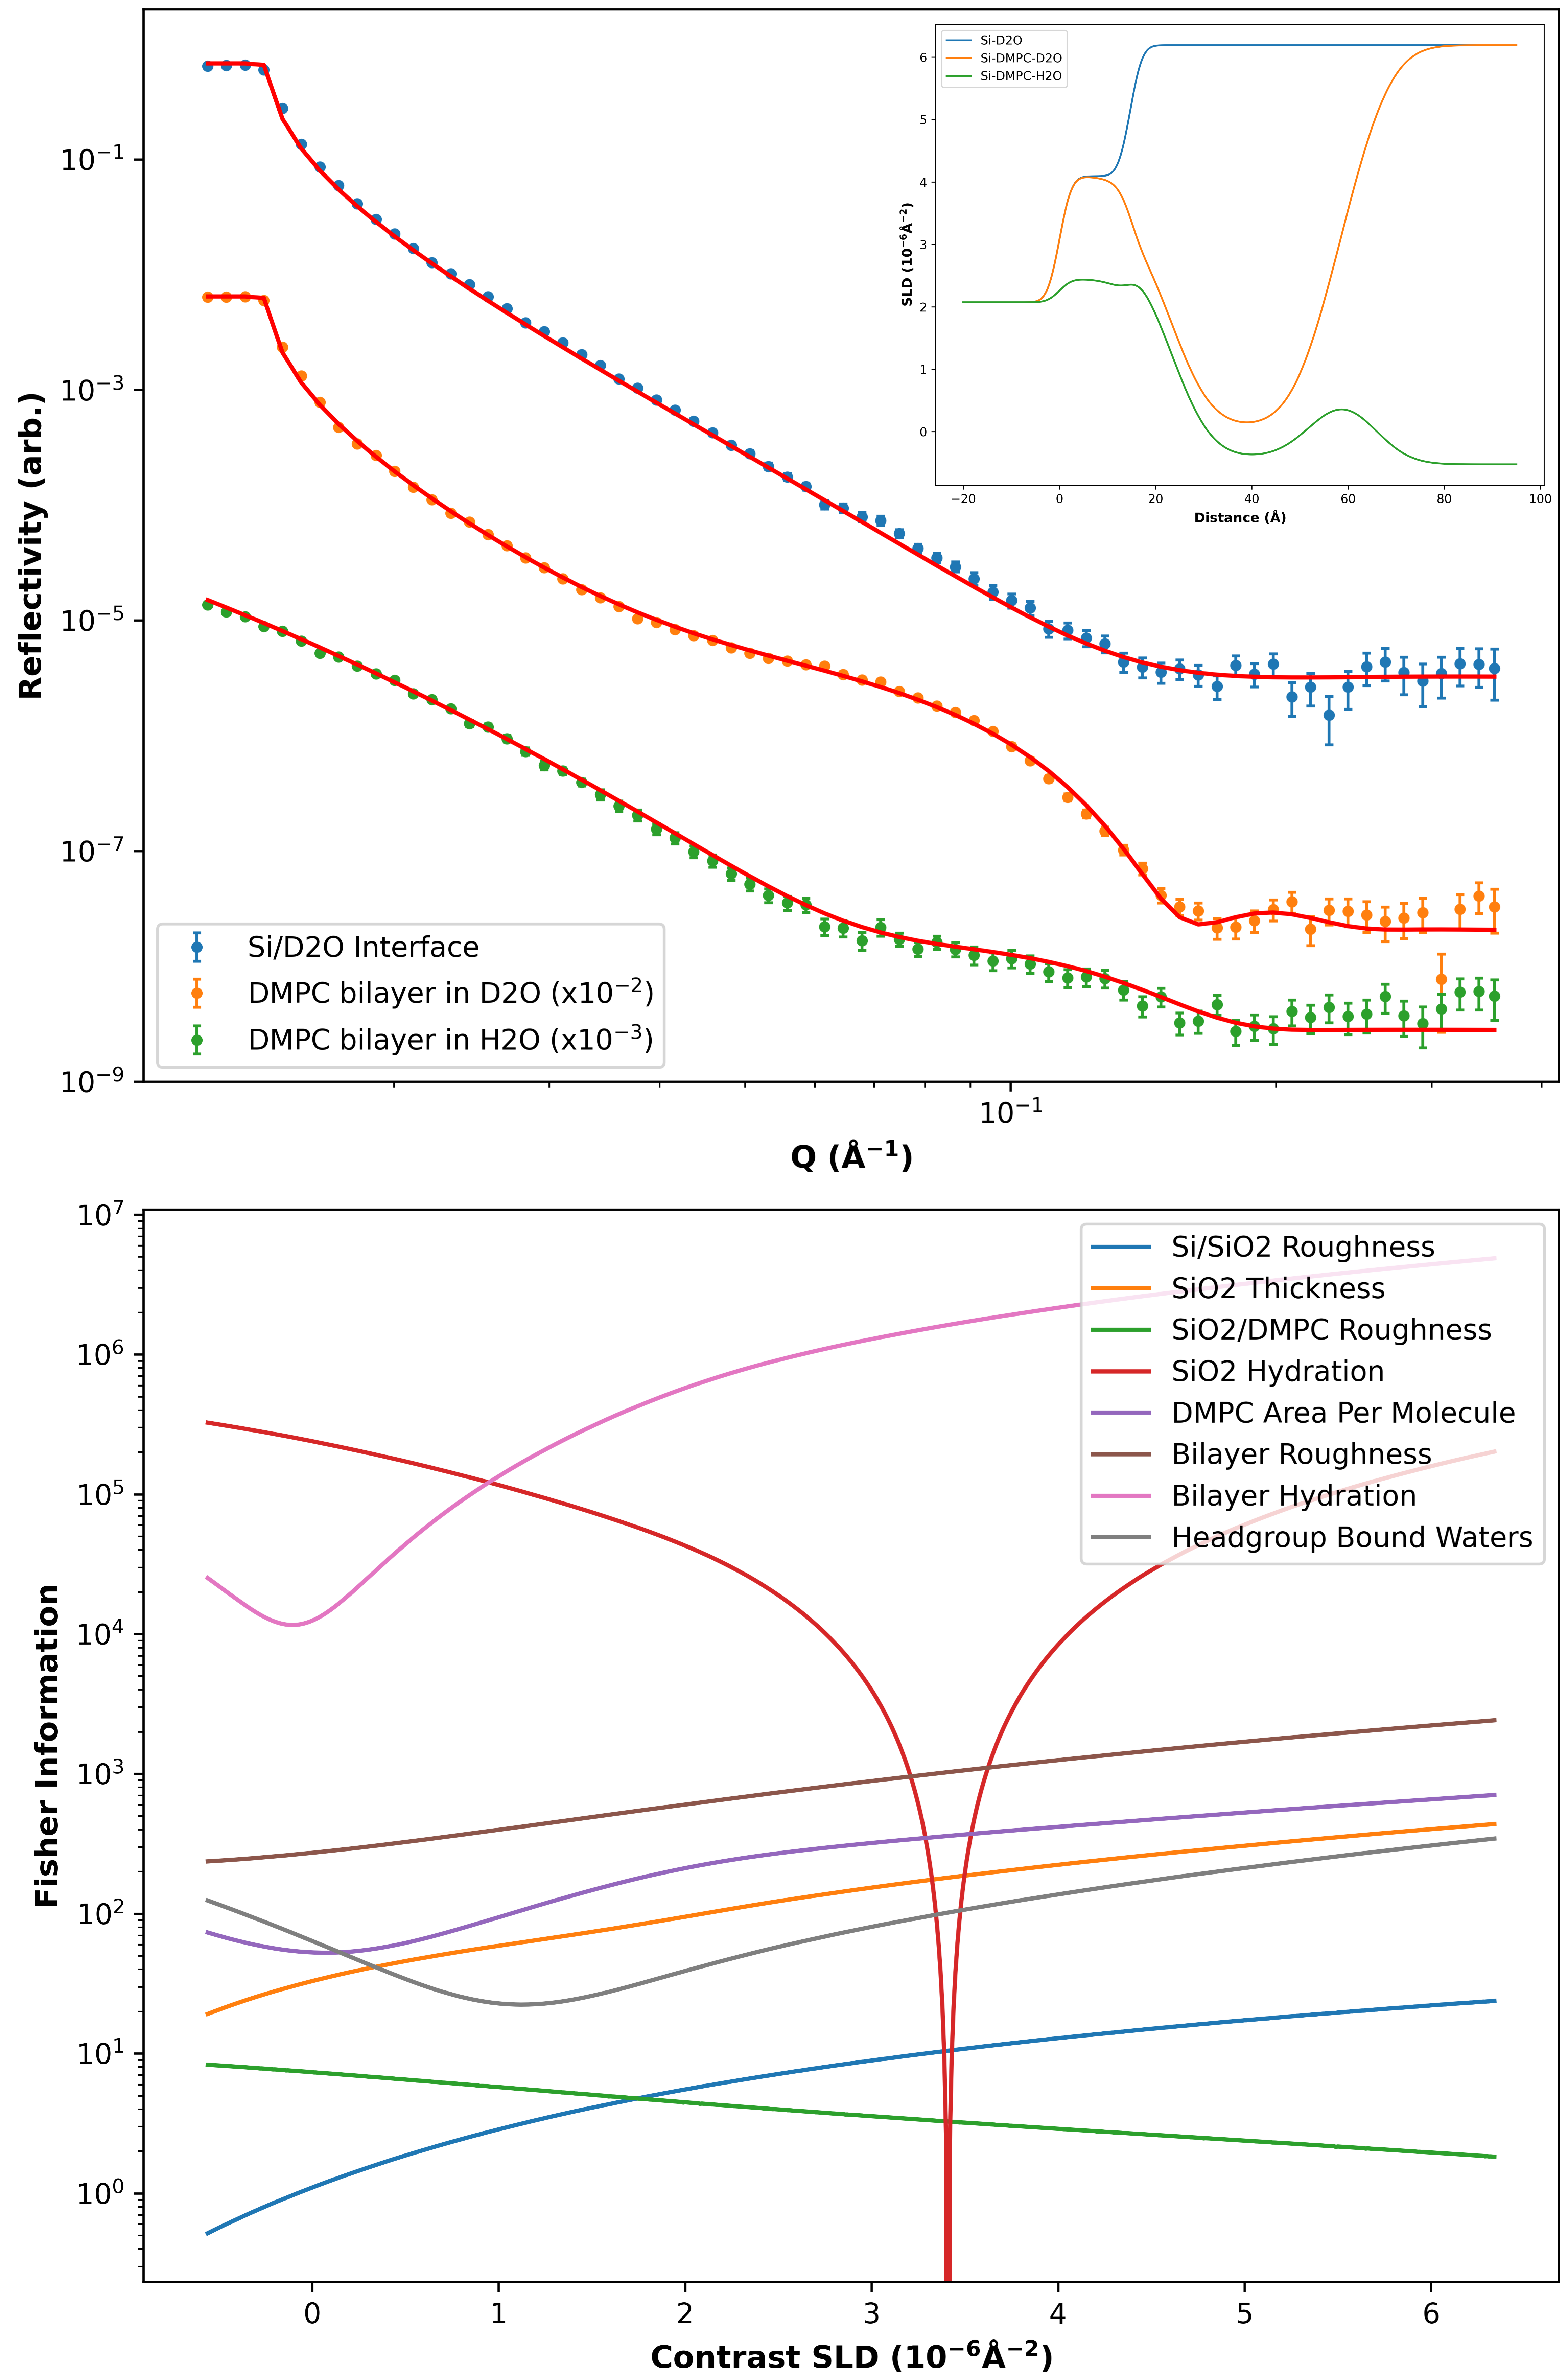 Reflectivity (arb.)
10⁻¹
10⁻³
10⁻⁵
10⁻⁷
10⁻⁹
Si/D2O Interface
DMPC bilayer in D2O (x10⁻²)
DMPC bilayer in H2O (x10⁻³)
10⁻¹
Q (Å⁻¹)
Si-D2O
Si-DMPC-D2O
Si-DMPC-H2O
SLD (10⁻⁶Å⁻²)
6
5
4
3
2
1
0
−20 0 20 40 60 80 100
Distance (Å)
Fisher Information
10⁷
10⁶
10⁵
10⁴
10³
10²
10¹
10⁰
Si/SiO2 Roughness
SiO2 Thickness
SiO2/DMPC Roughness
SiO2 Hydration
DMPC Area Per Molecule
Bilayer Roughness
Bilayer Hydration
Headgroup Bound Waters
0 1 2 3 4 5 6
Contrast SLD (10⁻⁶Å⁻²)